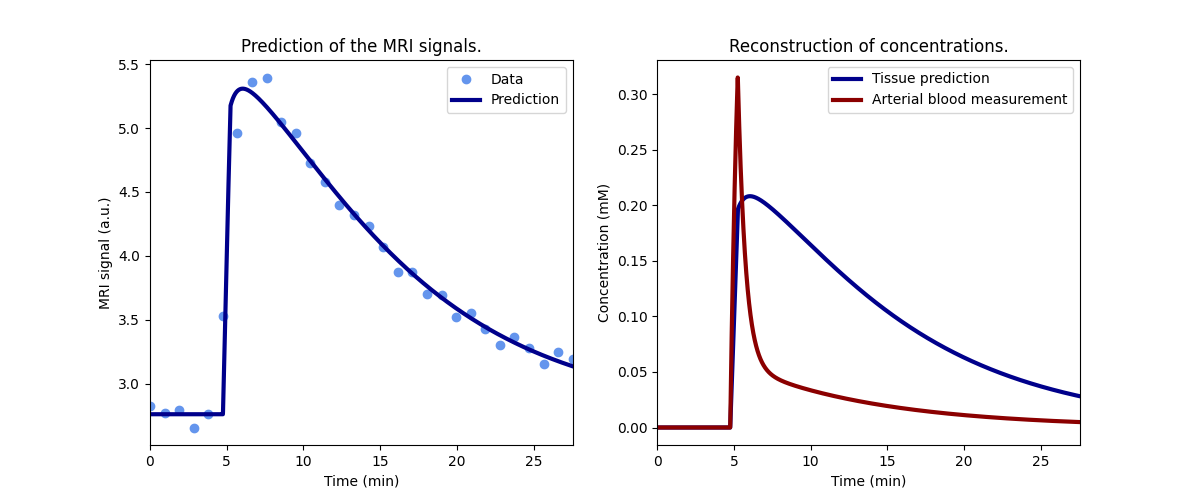 Prediction of the MRI signals.
5.5
5.0
4.5
4.0
3.5
3.0
MRI signal (a.u.)
Data
Prediction
0
5
10
15
20
25
Time (min)
Reconstruction of concentrations.
0.30
0.25
0.20
0.15
0.10
0.05
0.00
Concentration (mM)
Tissue prediction
Arterial blood measurement
0
5
10
15
20
25
Time (min)